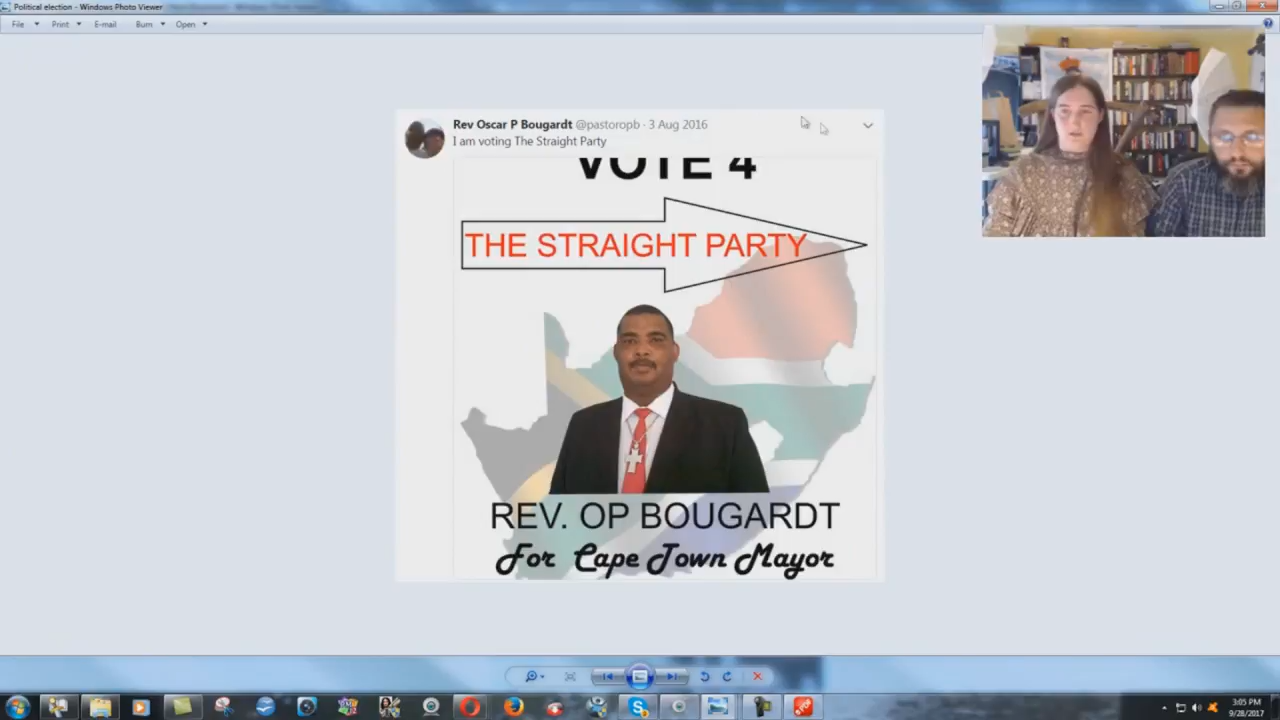 Political election - Windows Photo Viewer
File Print E-mail Burn Open
Rev Oscar P Bougardt @pastoropb · 3 Aug 2016
I am voting The Straight Party
VOTE 4
THE STRAIGHT PARTY
REV. OP BOUGARDT
For Cape Town Mayor
3:05 PM
9/28/2017